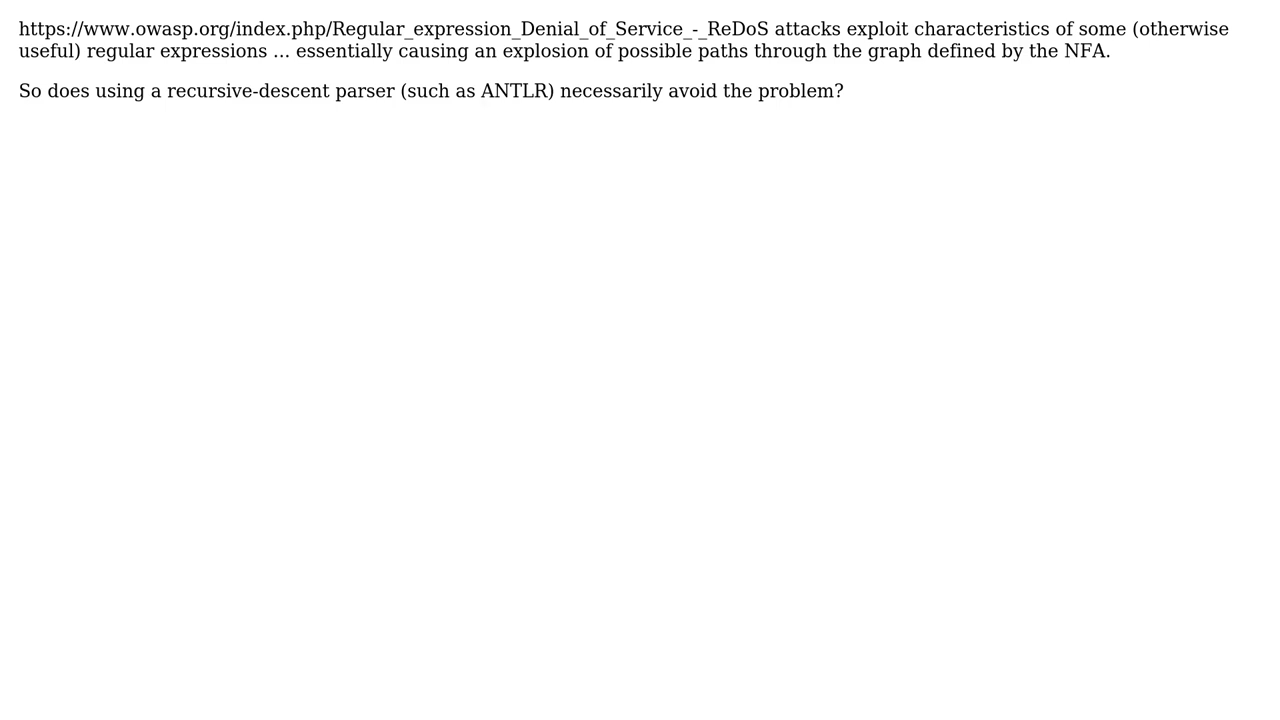 https://www.owasp.org/index.php/Regular_expression_Denial_of_Service_-_ReDoS attacks exploit characteristics of some (otherwise
useful) regular expressions ... essentially causing an explosion of possible paths through the graph defined by the NFA.
So does using a recursive-descent parser (such as ANTLR) necessarily avoid the problem?